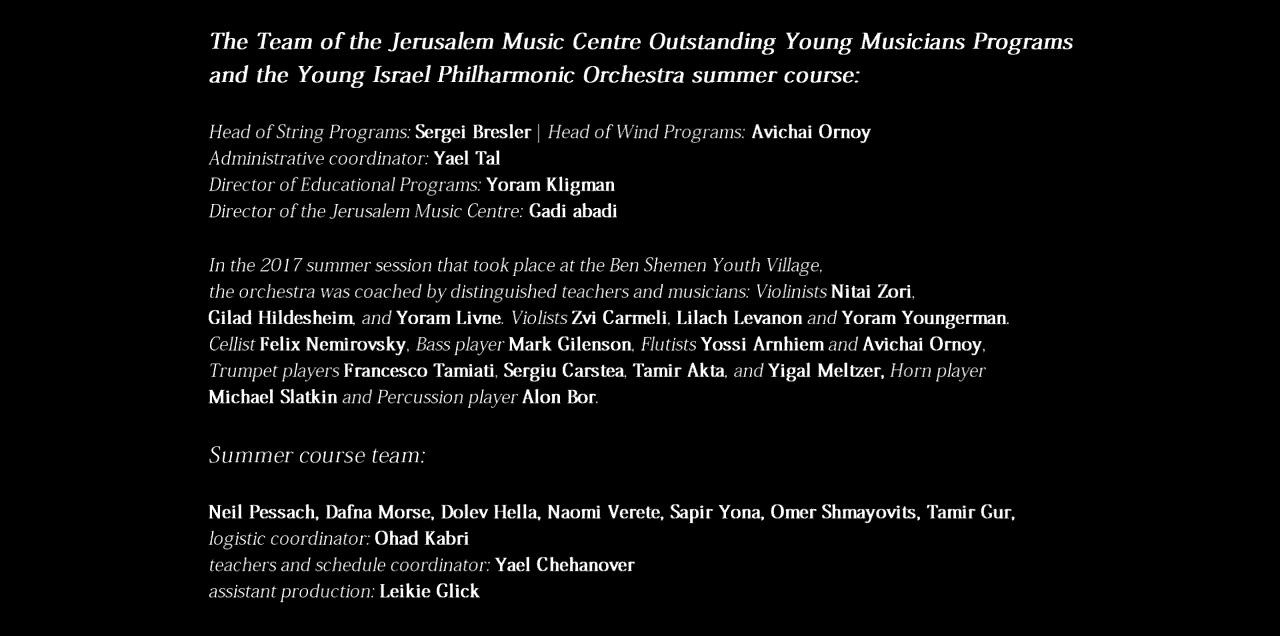 The Team of the Jerusalem Music Centre Outstanding Young Musicians Programs
and the Young Israel Philharmonic Orchestra summer course:
Head of String Programs: Sergei Bresler | Head of Wind Programs: Avichai Ornoy
Administrative coordinator: Yael Tal
Director of Educational Programs: Yoram Kligman
Director of the Jerusalem Music Centre: Gadi abadi
In the 2017 summer session that took place at the Ben Shemen Youth Village,
the orchestra was coached by distinguished teachers and musicians: Violinists Nitai Zori,
Gilad Hildesheim, and Yoram Livne. Violists Zvi Carmeli, Lilach Levanon and Yoram Youngerman.
Cellist Felix Nemirovsky, Bass player Mark Gilenson, Flutists Yossi Arnhiem and Avichai Ornoy,
Trumpet players Francesco Tamiati, Sergiu Carstea, Tamir Akta, and Yigal Meltzer, Horn player
Michael Slatkin and Percussion player Alon Bor.
Summer course team:
Neil Pessach, Dafna Morse, Dolev Hella, Naomi Verete, Sapir Yona, Omer Shmayovits, Tamir Gur,
logistic coordinator: Ohad Kabri
teachers and schedule coordinator: Yael Chehanover
assistant production: Leikie Glick